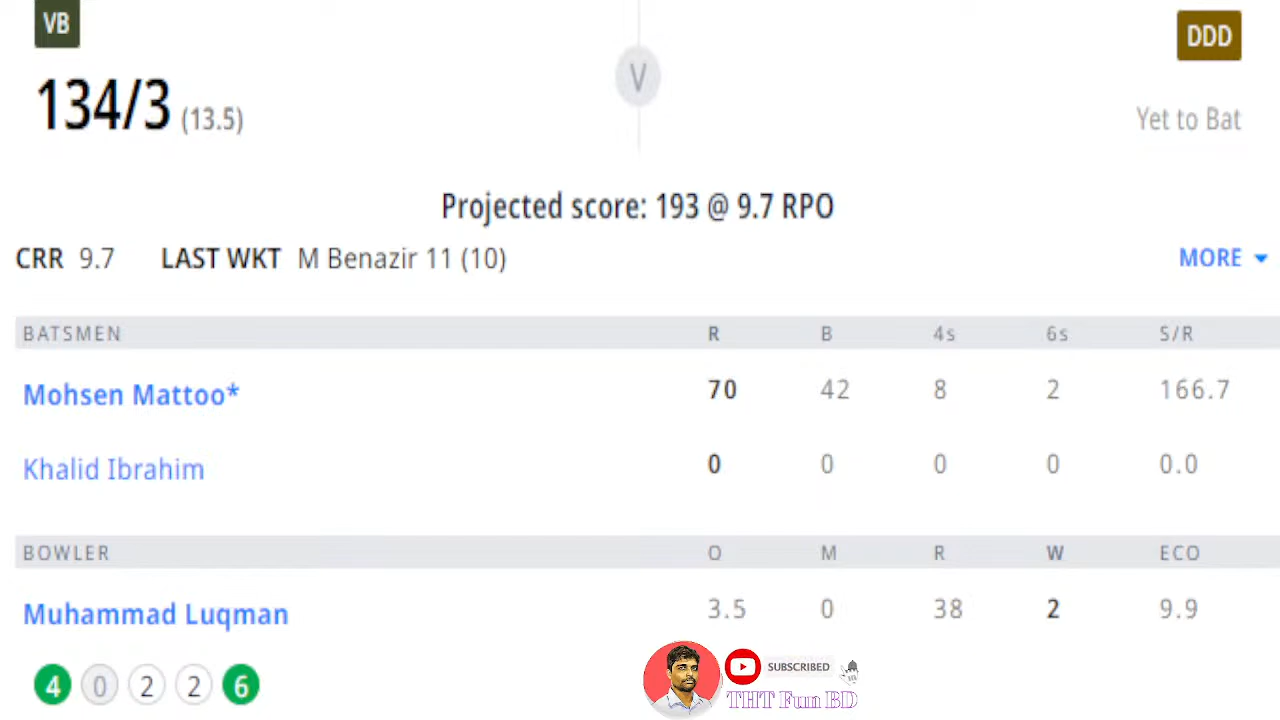 VB
DDD
V
134/3 (13.5)
Yet to Bat
Projected score: 193 @ 9.7 RPO
CRR 9.7 LAST WKT M Benazir 11 (10)
MORE
BATSMEN R B 4s 6s S/R
Mohsen Mattoo* 70 42 8 2 166.7
Khalid Ibrahim 0 0 0 0 0.0
BOWLER O M R W ECO
Muhammad Luqman 3.5 0 38 2 9.9
4 0 2 2 6
SUBSCRIBED
THT Fun BD